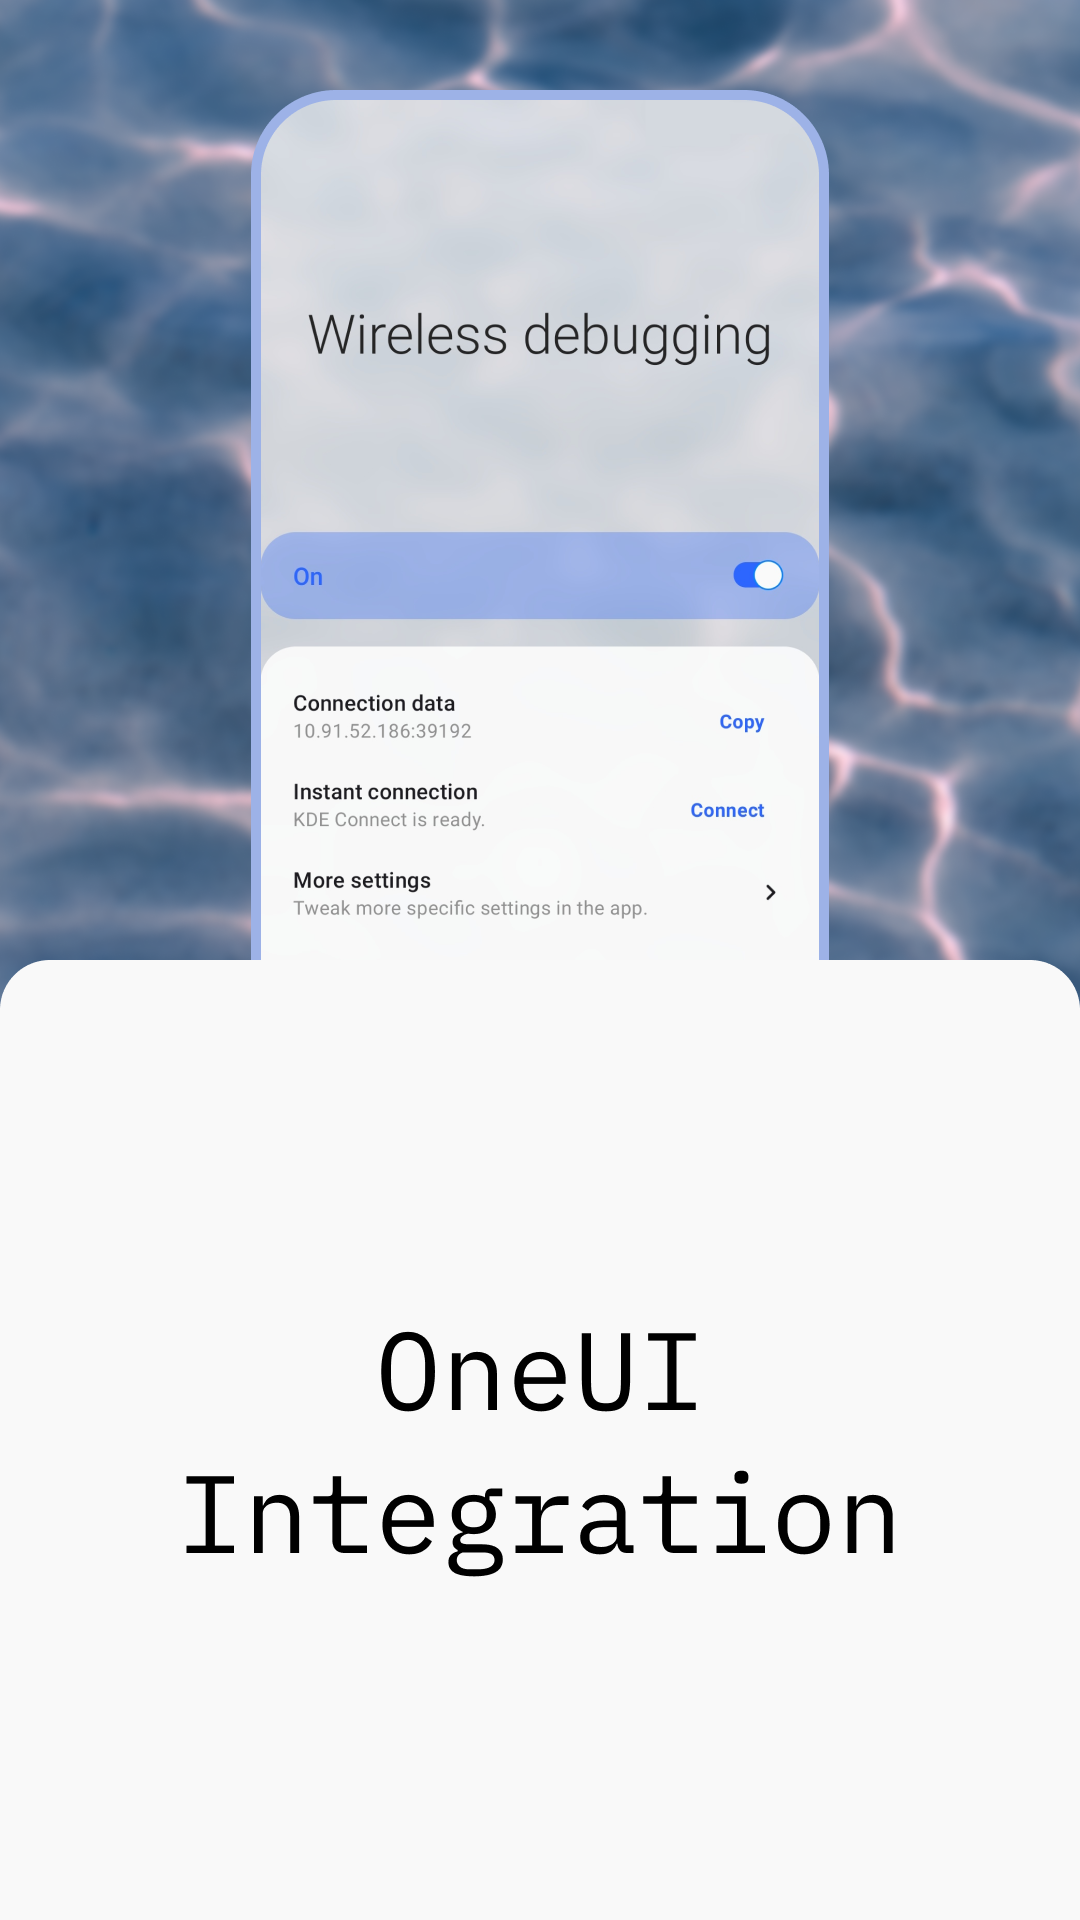 Wireless debugging
On
Connection data
10.91.52.186:39192
Copy
Instant connection
KDE Connect is ready.
Connect
More settings
Tweak more specific settings in the app.
OneUI
Integration